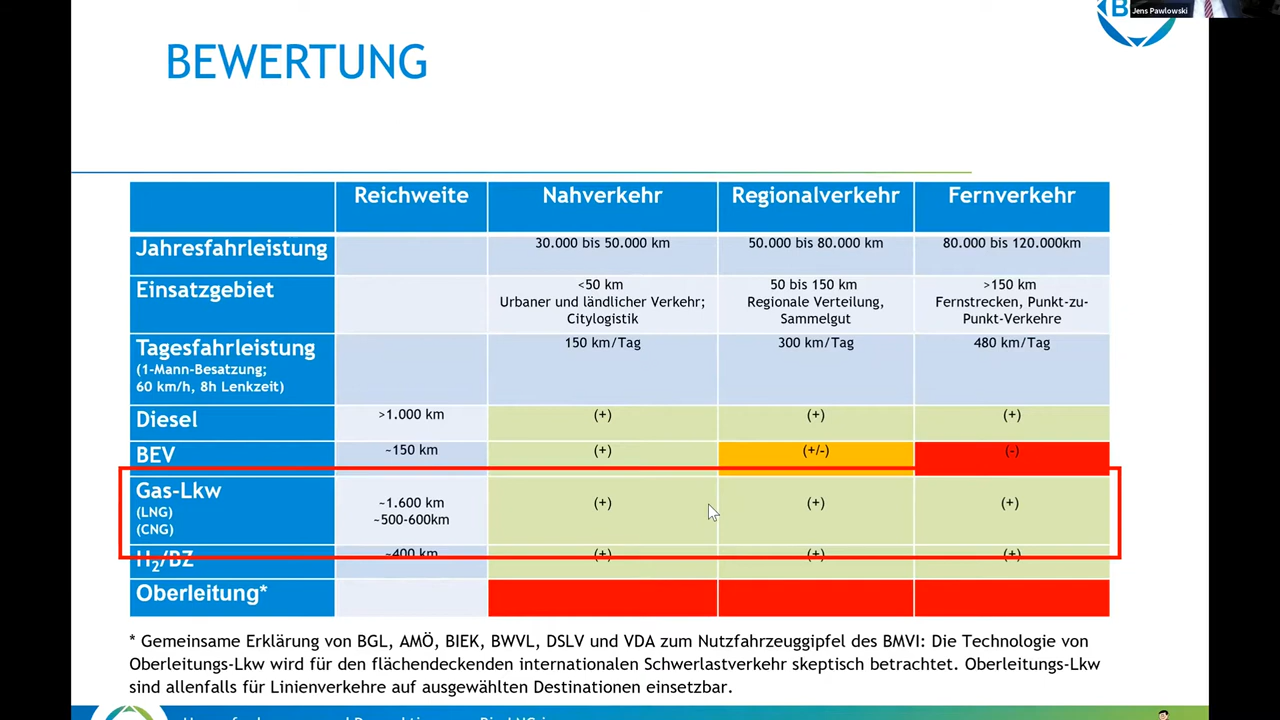 B
Jens Pawlowski
BEWERTUNG
Reichweite Nahverkehr Regionalverkehr Fernverkehr
Jahresfahrleistung 30.000 bis 50.000 km 50.000 bis 80.000 km 80.000 bis 120.000km
Einsatzgebiet <50 km 50 bis 150 km >150 km
Urbaner und ländlicher Verkehr; Regionale Verteilung, Fernstrecken, Punkt-zu-
Citylogistik Sammelgut Punkt-Verkehre
Tagesfahrleistung 150 km/Tag 300 km/Tag 480 km/Tag
(1-Mann-Besatzung;
60 km/h, 8h Lenkzeit)
Diesel >1.000 km (+) (+) (+)
BEV ~150 km (+) (+/-) (-)
Gas-Lkw
(LNG) ~1.600 km (+) (+) (+)
(CNG) ~500-600km
H₂/BZ ~400 km (+) (+) (+)
Oberleitung*
* Gemeinsame Erklärung von BGL, AMÖ, BIEK, BWVL, DSLV und VDA zum Nutzfahrzeuggipfel des BMVI: Die Technologie von
Oberleitungs-Lkw wird für den flächendeckenden internationalen Schwerlastverkehr skeptisch betrachtet. Oberleitungs-Lkw
sind allenfalls für Linienverkehre auf ausgewählten Destinationen einsetzbar.